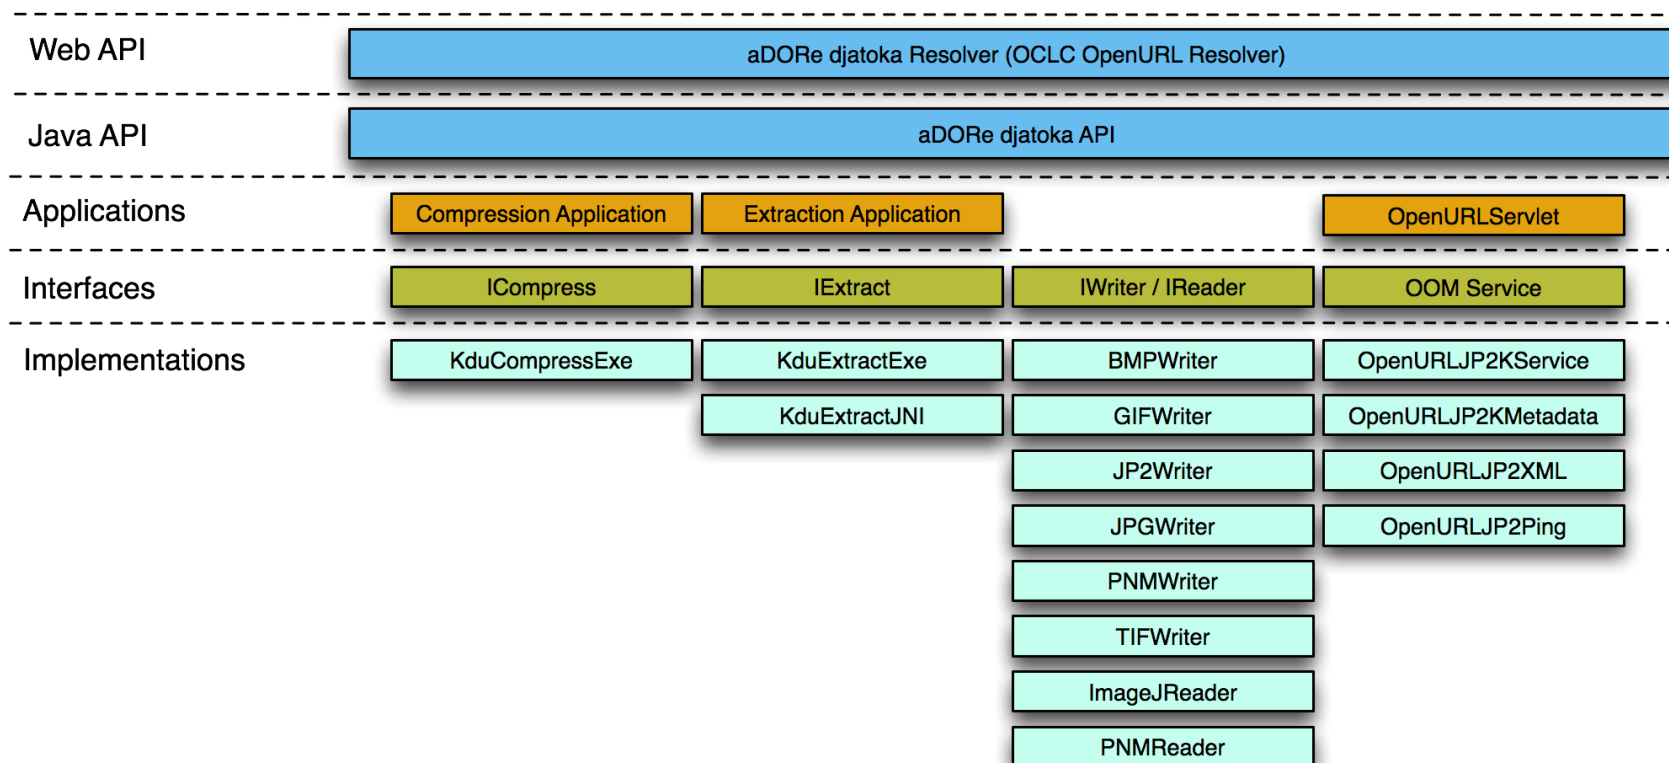 Web API
aDORe djatoka Resolver (OCLC OpenURL Resolver)
Java API
aDORe djatoka API
Applications
Compression Application
Extraction Application
OpenURLServlet
Interfaces
ICompress
IExtract
IWriter / IReader
OOM Service
Implementations
KduCompressExe
KduExtractExe
BMPWriter
OpenURLJP2KService
KduExtractJNI
GIFWriter
OpenURLJP2KMetadata
JP2Writer
OpenURLJP2XML
JPGWriter
OpenURLJP2Ping
PNMWriter
TIFWriter
ImageJReader
PNMReader